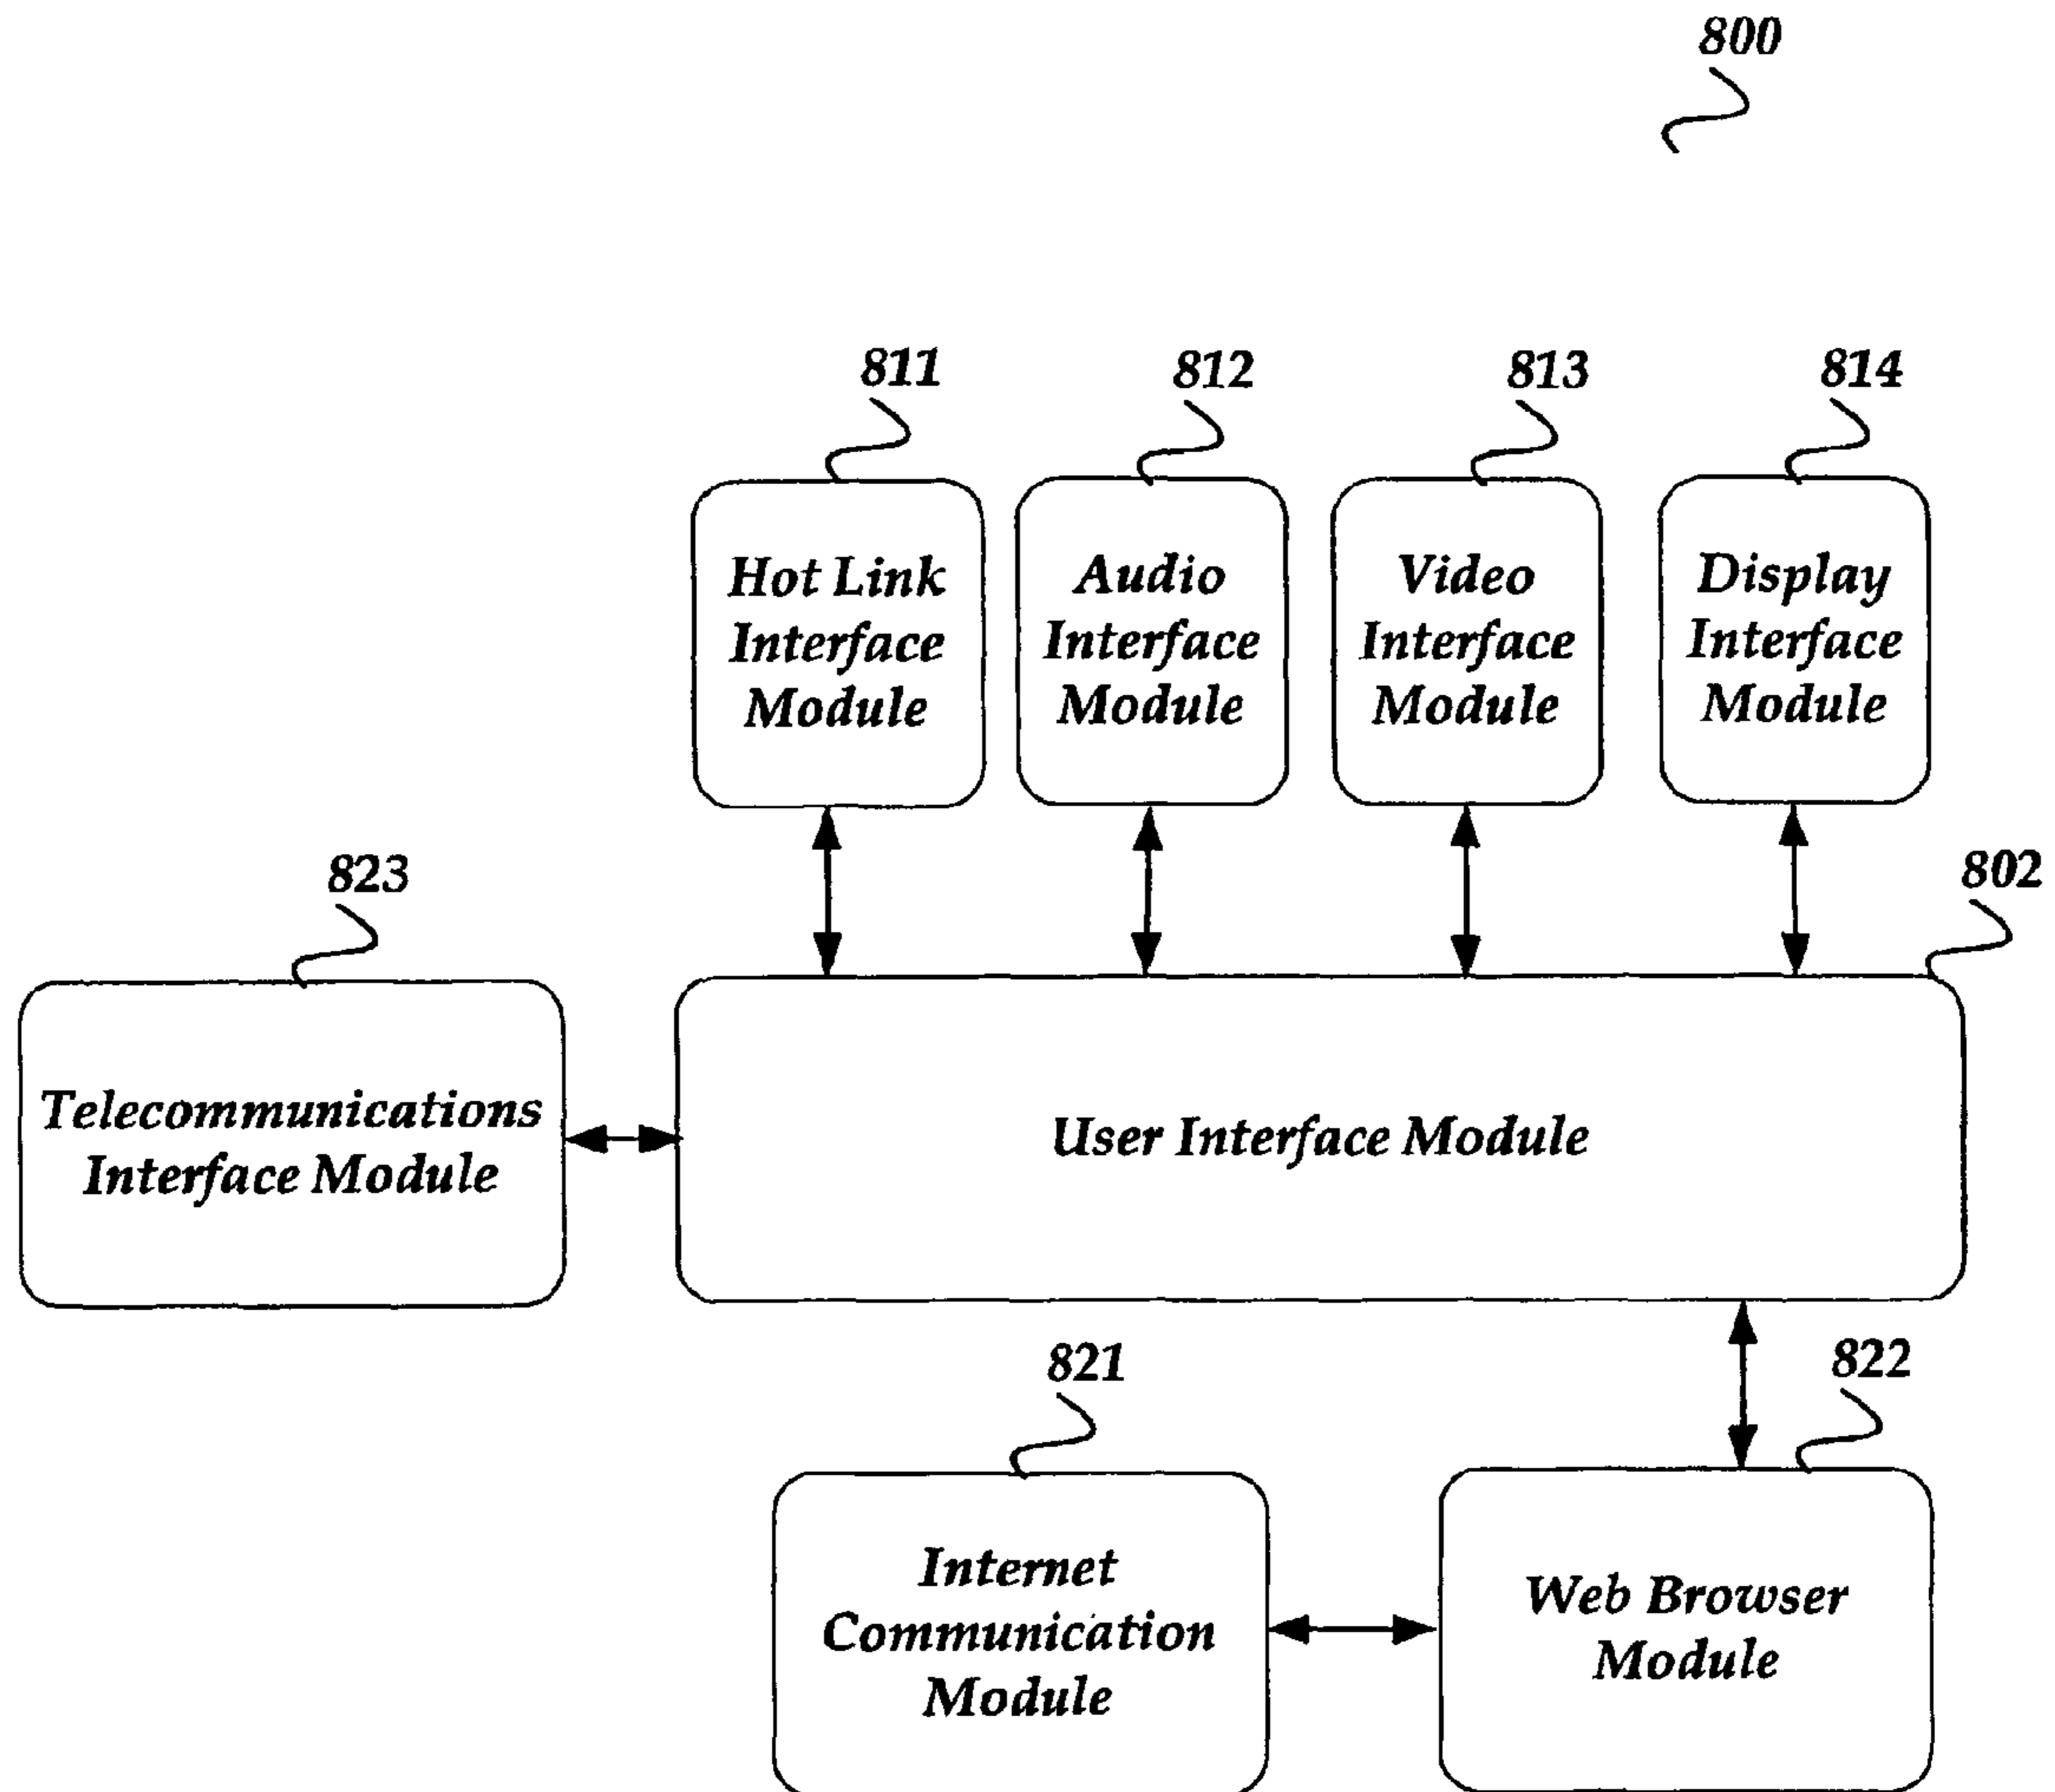 800
811
812
813
814
Hot Link
Interface
Module
Audio
Interface
Module
Video
Interface
Module
Display
Interface
Module
823
802
Telecommunications
Interface Module
User Interface Module
821
822
Internet
Communication
Module
Web Browser
Module